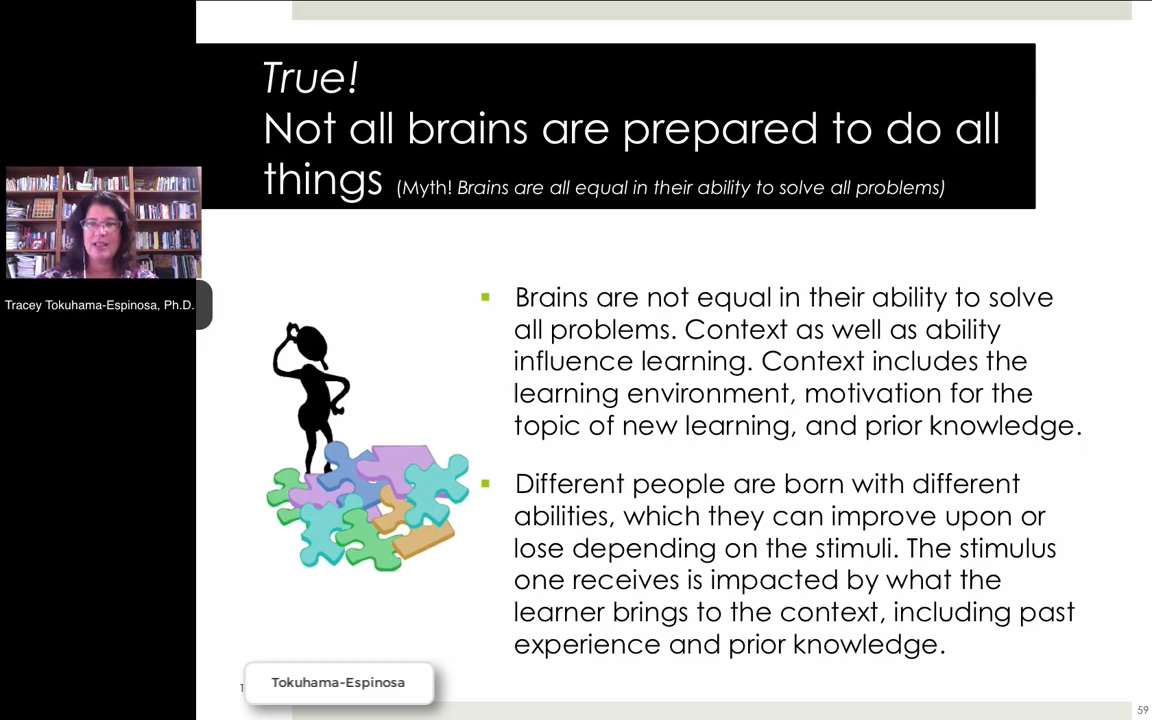 True!
Not all brains are prepared to do all
things (Myth! Brains are all equal in their ability to solve all problems)
Tracey Tokuhama-Espinosa, Ph.D.
▪ Brains are not equal in their ability to solve
all problems. Context as well as ability
influence learning. Context includes the
learning environment, motivation for the
topic of new learning, and prior knowledge.
▪ Different people are born with different
abilities, which they can improve upon or
lose depending on the stimuli. The stimulus
one receives is impacted by what the
learner brings to the context, including past
experience and prior knowledge.
Tokuhama-Espinosa
59